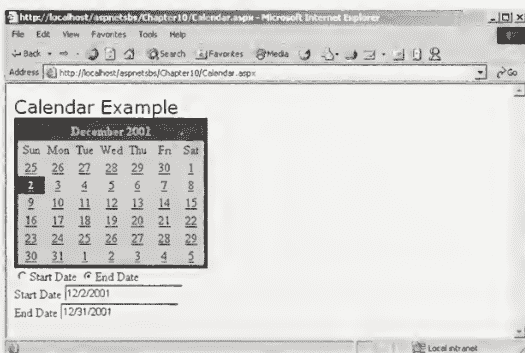 http://localhost/aspnetsbs/Chapter10/Calendar.aspx - Microsoft Internet Explorer
File Edit View Favorites Tools Help
Back Search Favorites Media
Address http://localhost/aspnetsbs/Chapter10/Calendar.aspx Go
Calendar Example
December 2001
Sun Mon Tue Wed Thu Fri Sat
25 26 27 28 29 30 1
2 3 4 5 6 7 8
9 10 11 12 13 14 15
16 17 18 19 20 21 22
23 24 25 26 27 28 29
30 31 1 2 3 4 5
Start Date End Date
Start Date 12/2/2001
End Date 12/31/2001
Local intranet